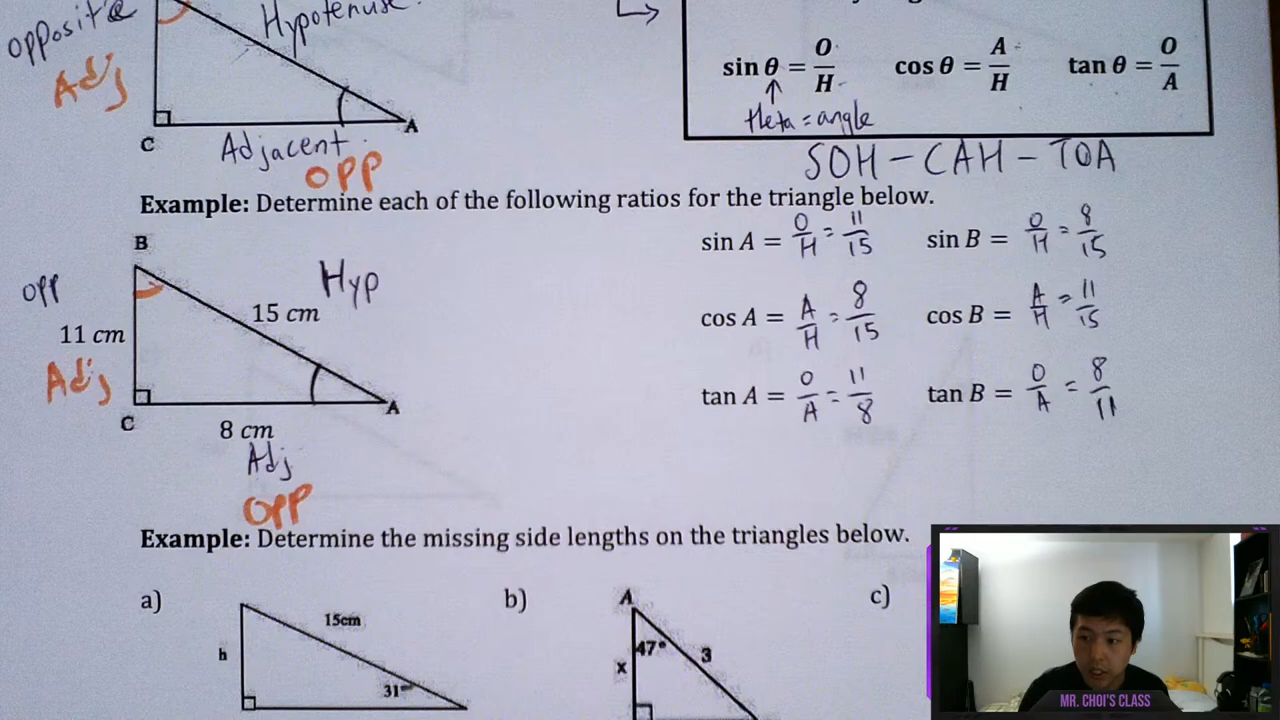 Opposite
Hypotenuse
Adj
C
Adjacent
A
OPP
sin θ = O/H
cos θ = A/H
tan θ = O/A
theta = angle
SOH - CAH - TOA
Example: Determine each of the following ratios for the triangle below.
B
opp
Hyp
15 cm
11 cm
Adj
C
A
8 cm
Adj
OPP
sin A = O/H = 11/15
sin B = O/H = 8/15
cos A = A/H = 8/15
cos B = A/H = 11/15
tan A = O/A = 11/8
tan B = O/A = 8/11
Example: Determine the missing side lengths on the triangles below.
a)
15cm
h
31°
b)
A
47°
3
x
c)
MR. CHOI'S CLASS